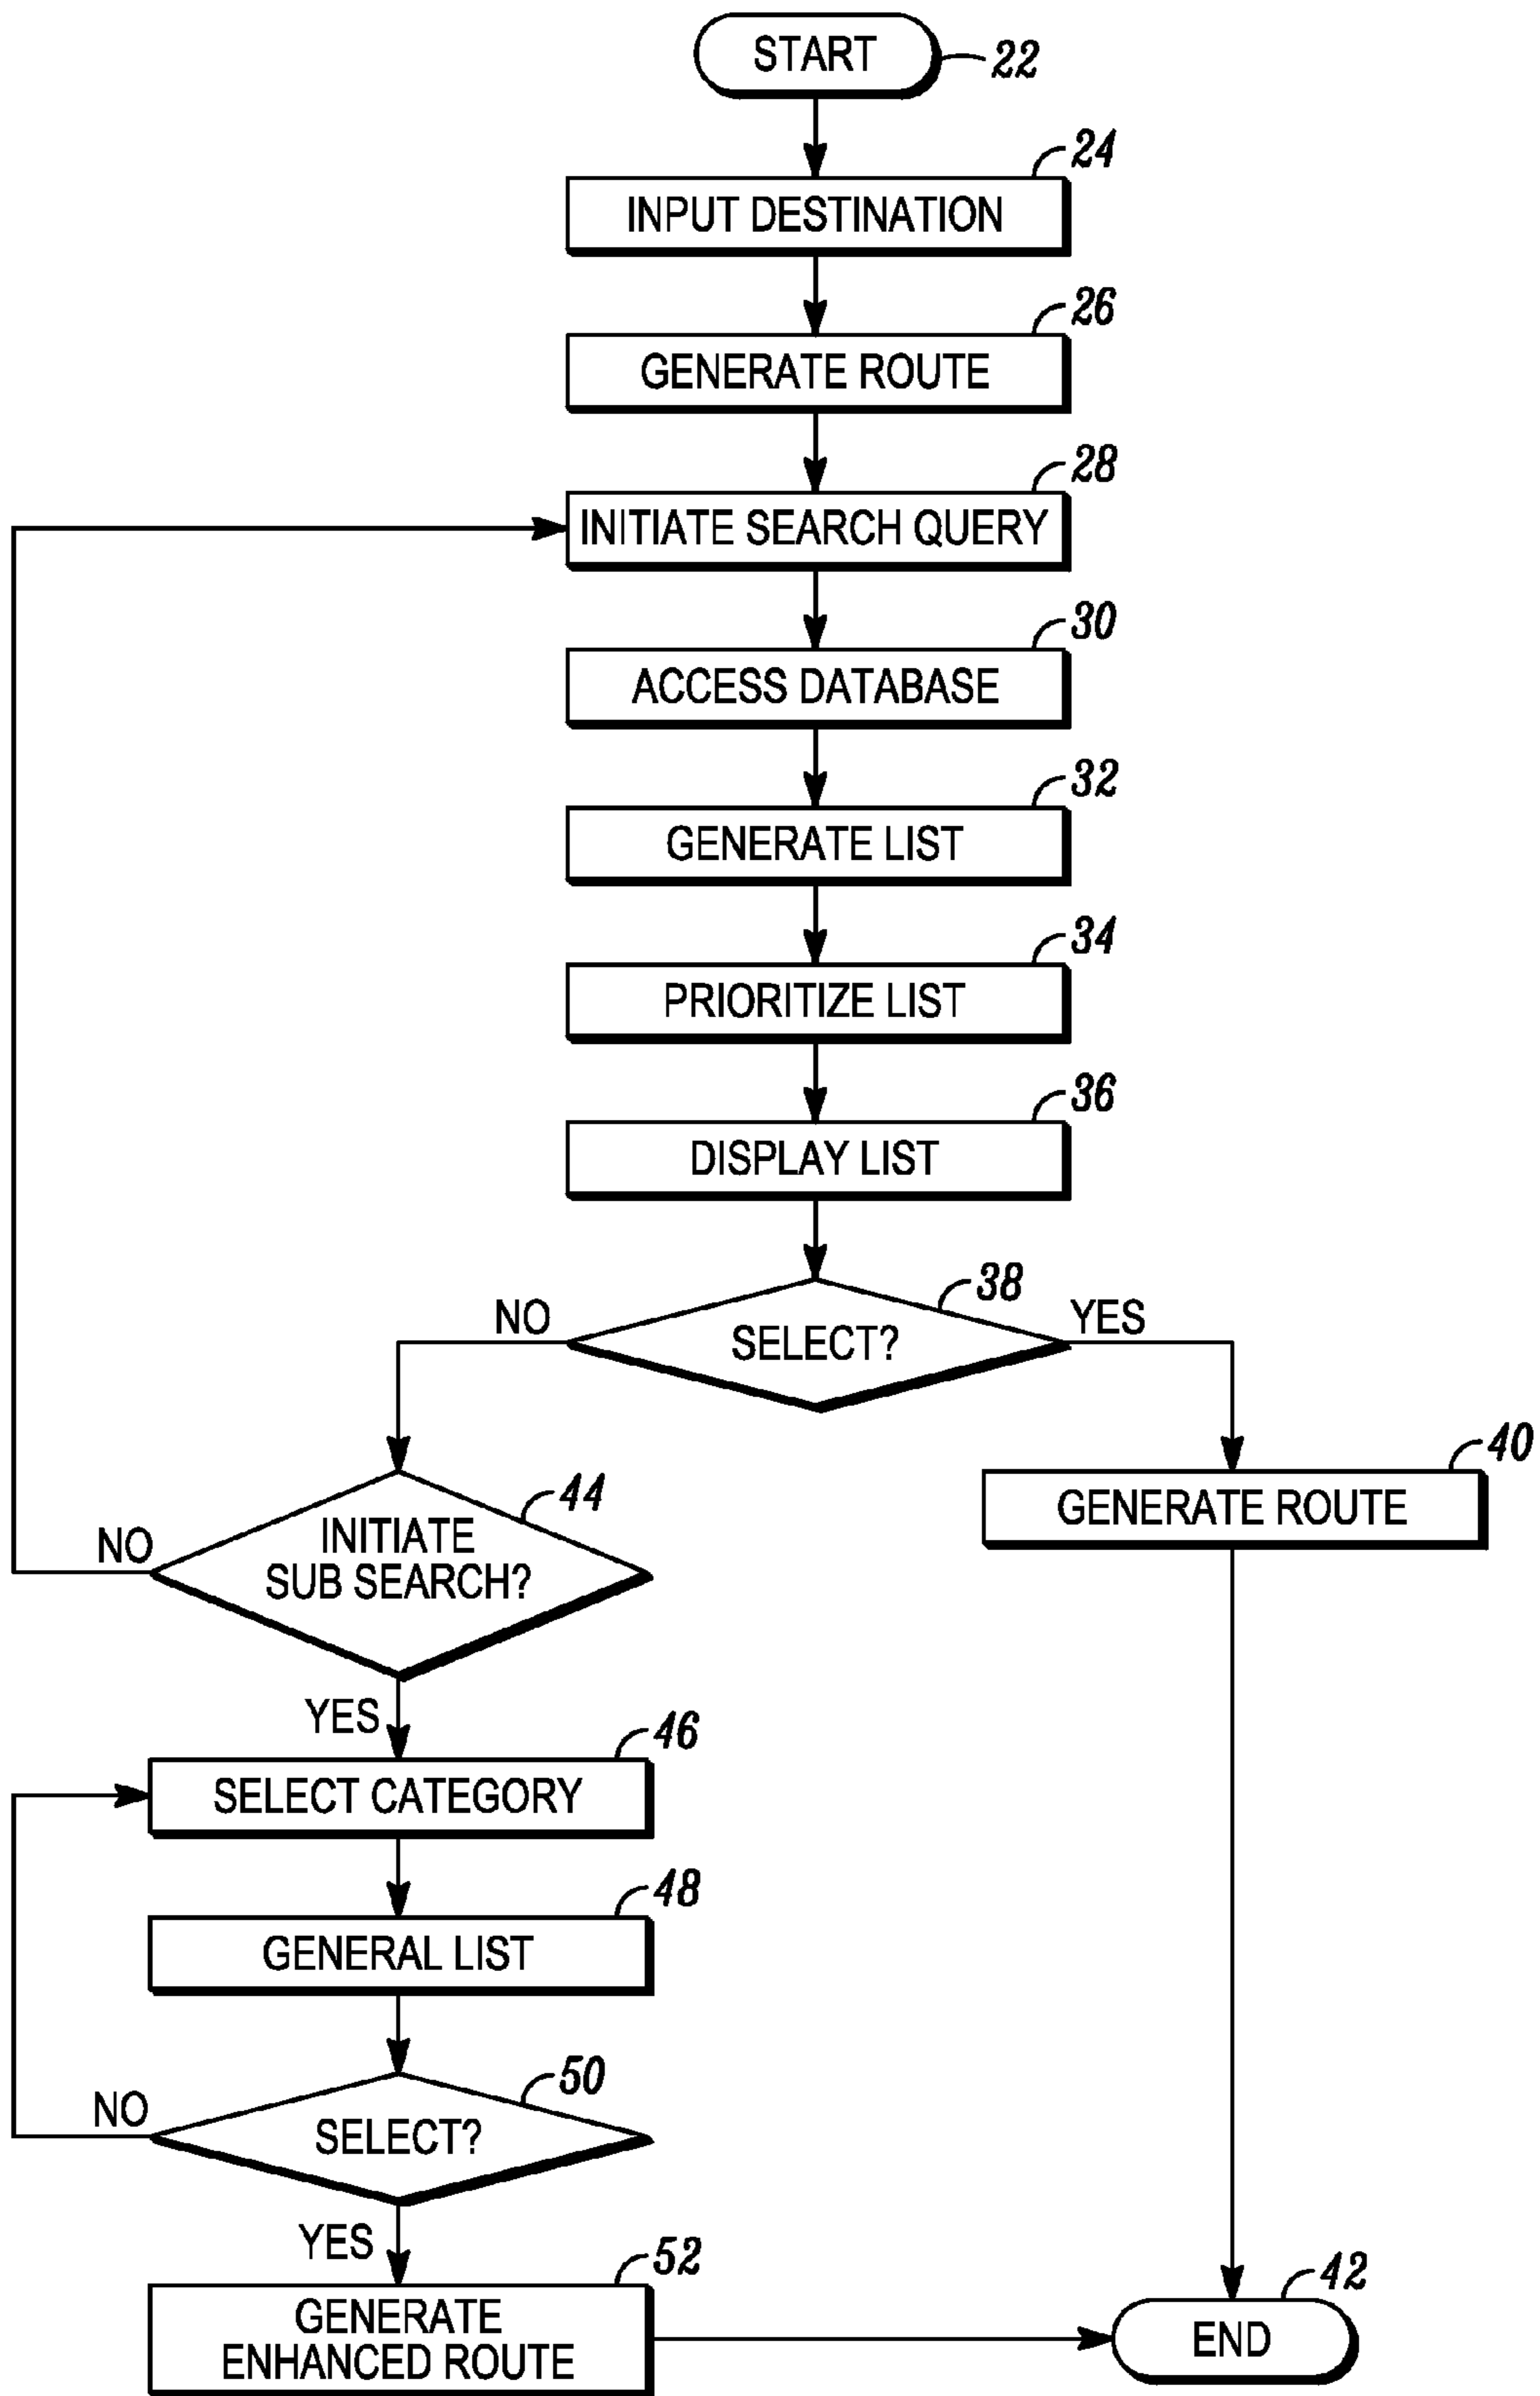 START
22
24
INPUT DESTINATION
26
GENERATE ROUTE
28
INITIATE SEARCH QUERY
30
ACCESS DATABASE
32
GENERATE LIST
34
PRIORITIZE LIST
36
DISPLAY LIST
38
NO
YES
SELECT?
40
GENERATE ROUTE
44
NO
INITIATE
SUB SEARCH?
YES
46
SELECT CATEGORY
48
GENERAL LIST
50
NO
SELECT?
YES
52
GENERATE
ENHANCED ROUTE
42
END